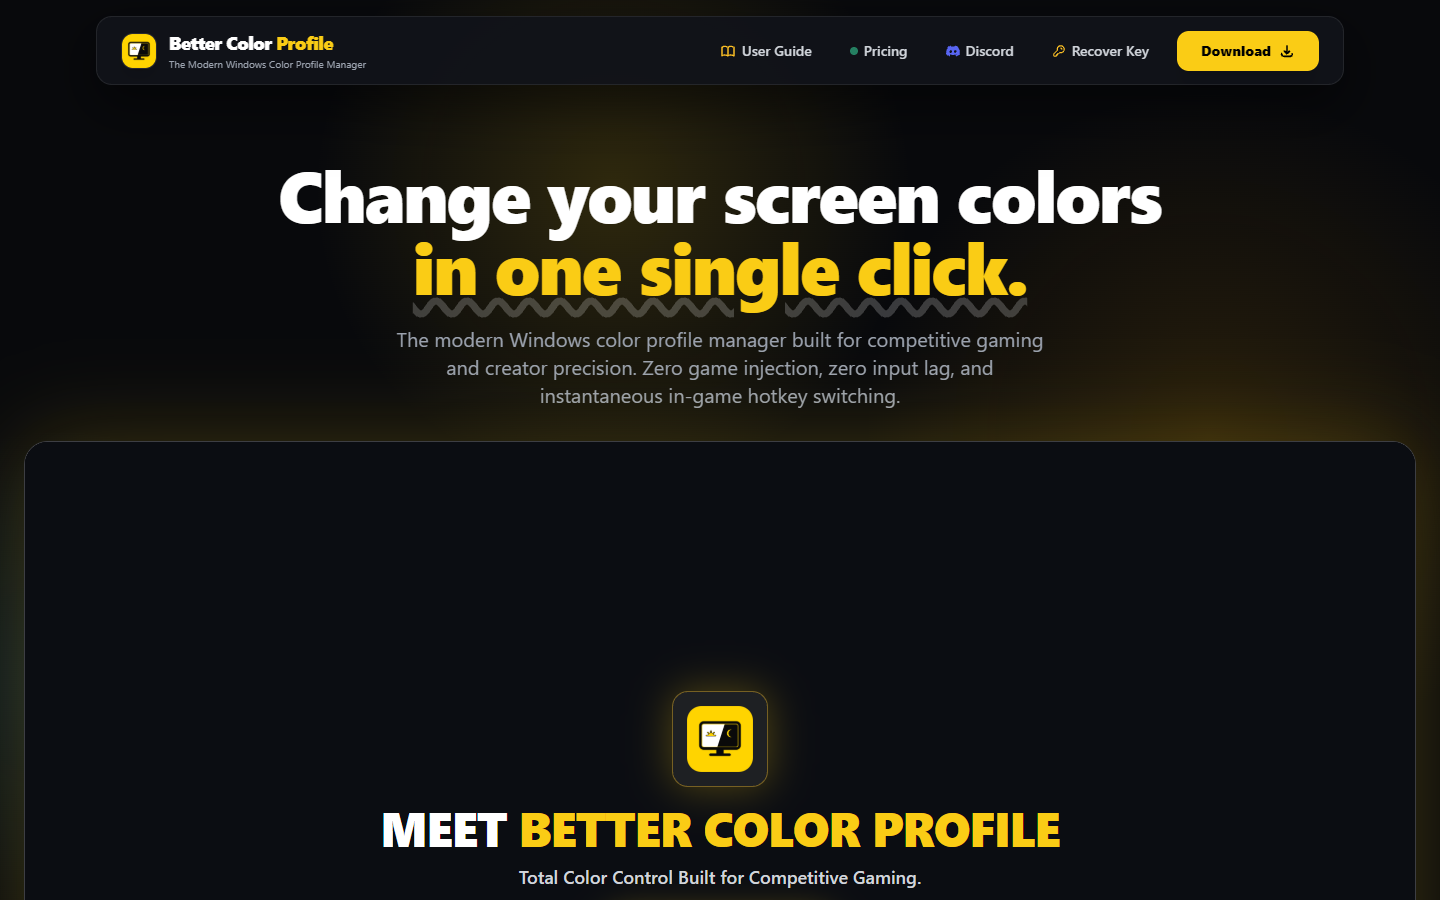 Better Color Profile
The Modern Windows Color Profile Manager
User Guide
Pricing
Discord
Recover Key
Download
Change your screen colors
in one single click.
The modern Windows color profile manager built for competitive gaming
and creator precision. Zero game injection, zero input lag, and
instantaneous in-game hotkey switching.
MEET BETTER COLOR PROFILE
Total Color Control Built for Competitive Gaming.